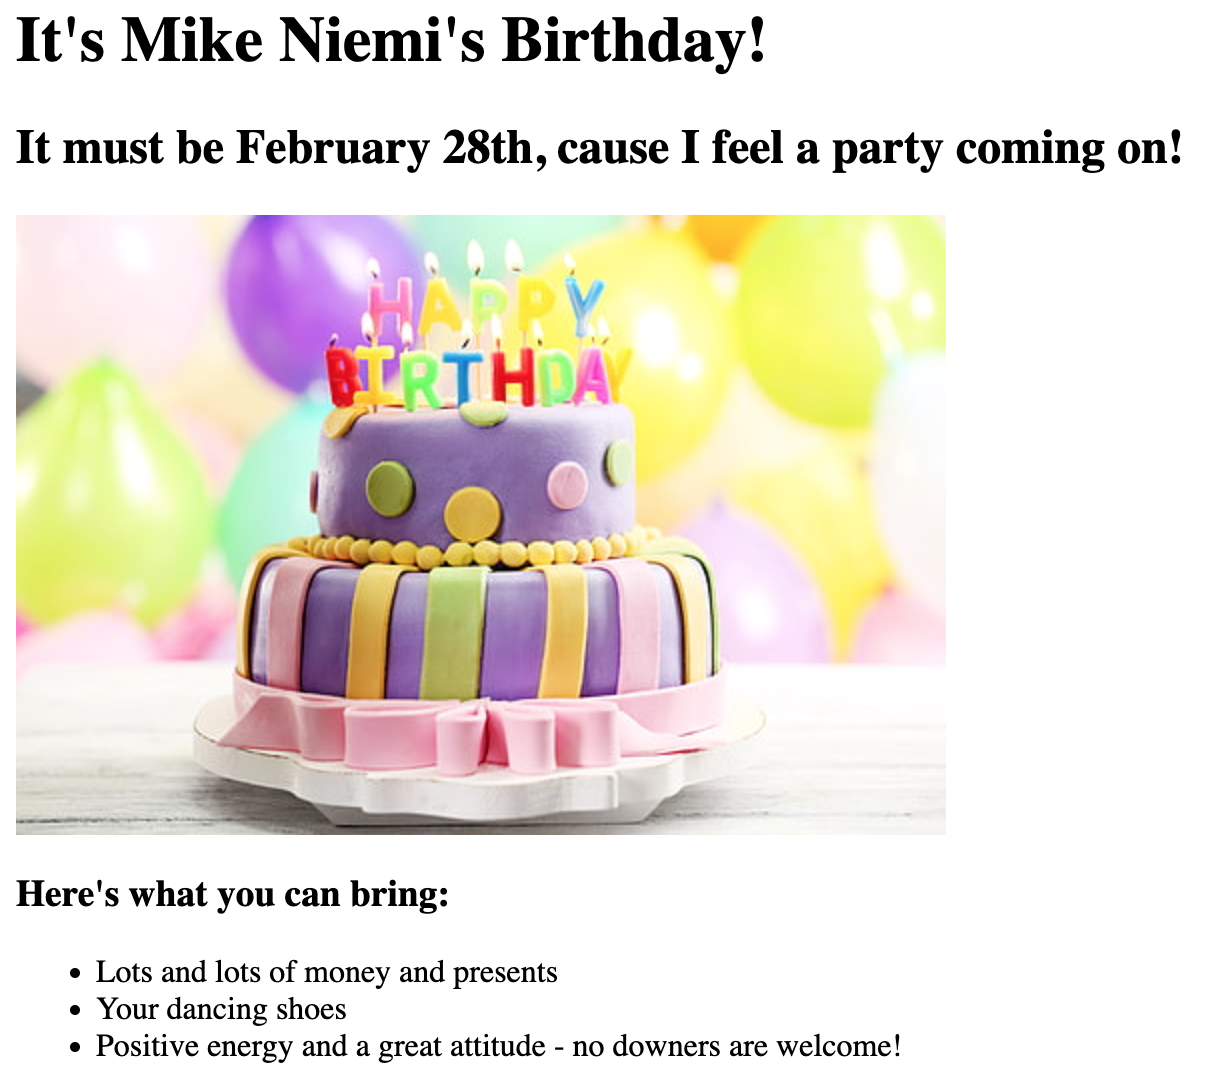 It's Mike Niemi's Birthday!
It must be February 28th, cause I feel a party coming on!
HAPPY
BIRTHDAY
Here's what you can bring:
• Lots and lots of money and presents
• Your dancing shoes
• Positive energy and a great attitude - no downers are welcome!